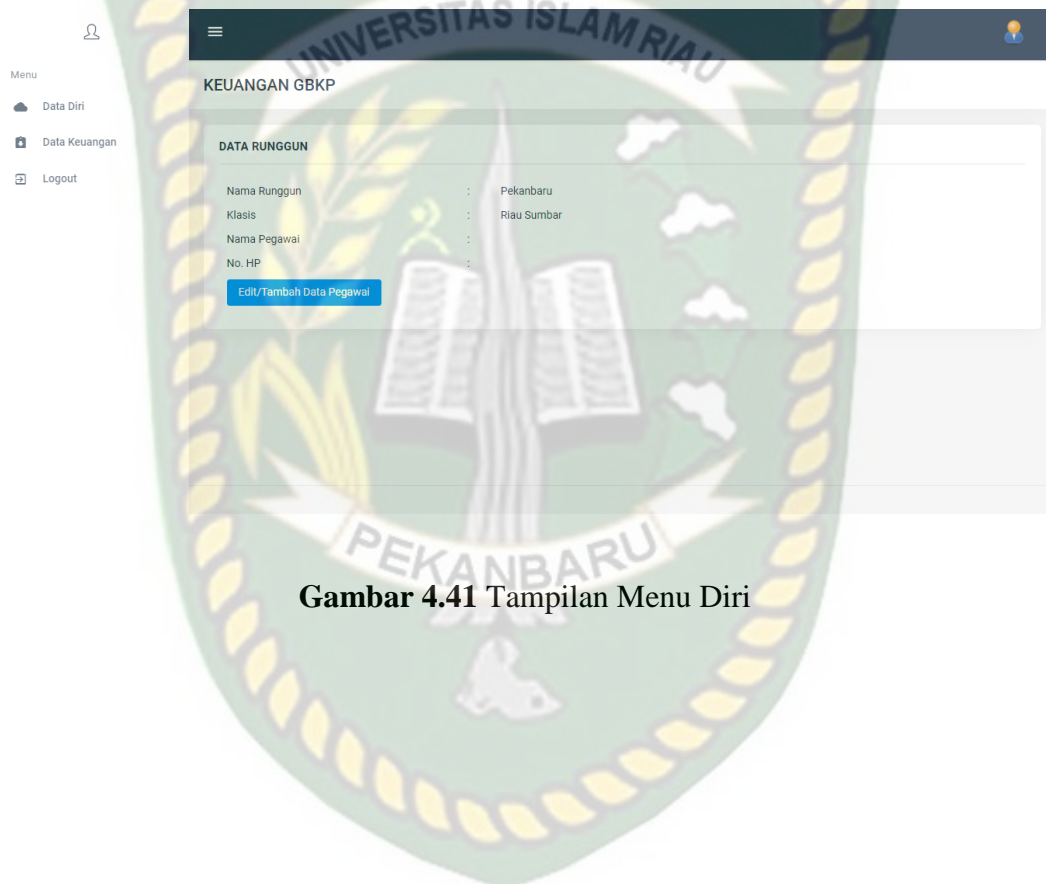 UNIVERSITAS ISLAM RIAU
Menu
Data Diri
Data Keuangan
Logout
KEUANGAN GBKP
DATA RUNGGUN
Nama Runggun : Pekanbaru
Klasis : Riau Sumbar
Nama Pegawai :
No. HP :
Edit/Tambah Data Pegawai
PEKANBARU
Gambar 4.41 Tampilan Menu Diri